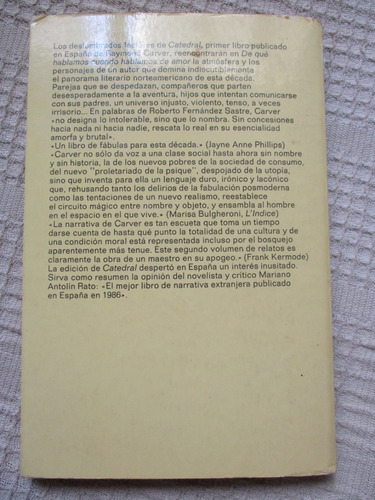 Los deslumbrados lectores de Catedral, primer libro publicado
en España de Raymond Carver, reencontrarán en De qué
hablamos cuando hablamos de amor la atmósfera y los
personajes de un autor que domina indiscutiblemente
el panorama literario norteamericano de esta década.
Parejas que se despedazan, compañeros que parten
desesperadamente a la aventura, hijos que intentan comunicarse
con sus padres, un universo injusto, violento, tenso, a veces
irrisorio... En palabras de Roberto Fernández Sastre, Carver
«no designa lo intolerable, sino que lo nombra. Sin concesiones
hacia nada ni hacia nadie, rescata lo real en su esencialidad
amorfa y brutal».
«Un libro de fábulas para esta década.» (Jayne Anne Phillips)
«Carver no sólo da voz a una clase social hasta ahora sin nombre
y sin historia, la de los nuevos pobres de la sociedad de consumo,
del nuevo "proletariado de la psique", despojado de la utopía,
sino que inventa para ella un lenguaje duro, irónico y lacónico
que, rehusando tanto los delirios de la fabulación posmoderna
como las tentaciones de un nuevo realismo, reestablece
el circuito mágico entre nombre y objeto, y ensambla al hombre
en el espacio en el que vive.» (Marisa Bulgheroni, L'Indice)
«La narrativa de Carver es tan escueta que toma un tiempo
darse cuenta de hasta qué punto la totalidad de una cultura y de
una condición moral está representada incluso por el bosquejo
aparentemente más tenue. Este segundo volumen de relatos es
claramente la obra de un maestro en su apogeo.» (Frank Kermode)
La edición de Catedral despertó en España un interés inusitado.
Sirva como resumen la opinión del novelista y crítico Mariano
Antolín Rato: «El mejor libro de narrativa extranjera publicado
en España en 1986».